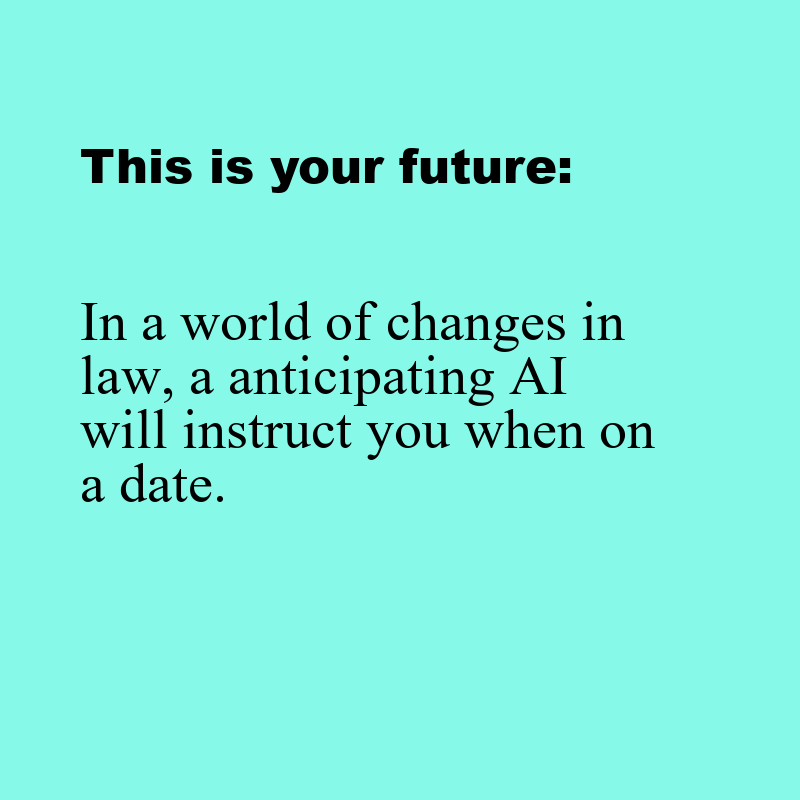 This is your future:
In a world of changes in
law, a anticipating AI
will instruct you when on
a date.